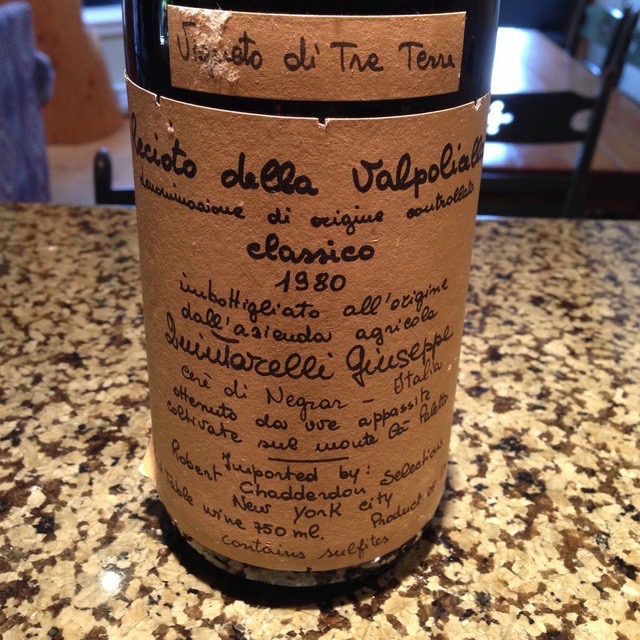 Vigneto di Tre Terre
Recioto della Valpolicella
denominazione di origine controllata
classico
1980
imbottigliato all'origine
dall'azienda agricola
Quintarelli Giuseppe
cerè di Negrar - Italia
ottenuto da uve appassite
coltivate sul monte Ca- Paletta
Imported by:
Robert Chadderdon Selections
New York city
Table wine 750 ml. Product of
contains sulfites